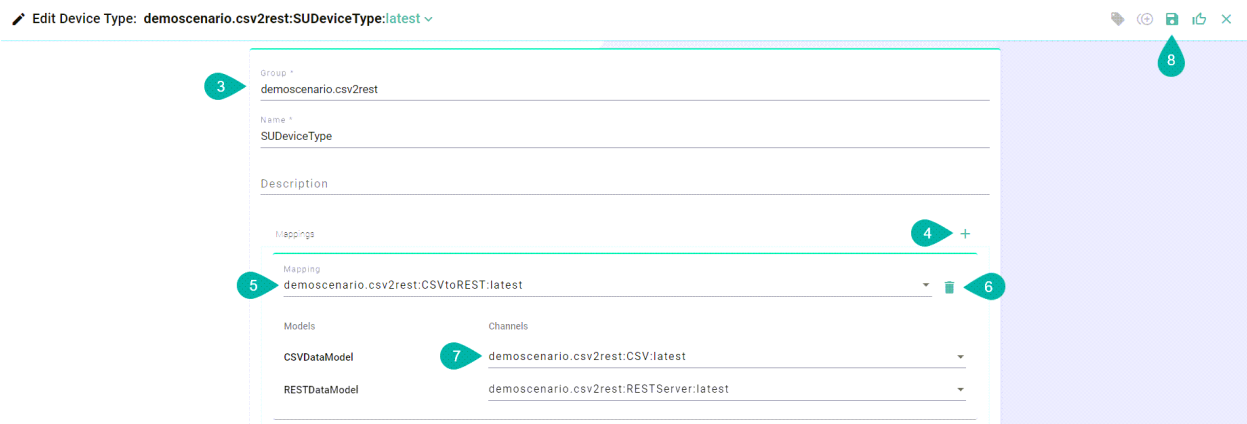 Edit Device Type: demoscenario.csv2rest:SUDeviceType:latest
8
Group *
3
demoscenario.csv2rest
Name *
SUDeviceType
Description
Mappings
4
Mapping
5
demoscenario.csv2rest:CSVtoREST:latest
6
Models Channels
CSVDataModel 7 demoscenario.csv2rest:CSV:latest
RESTDataModel demoscenario.csv2rest:RESTServer:latest